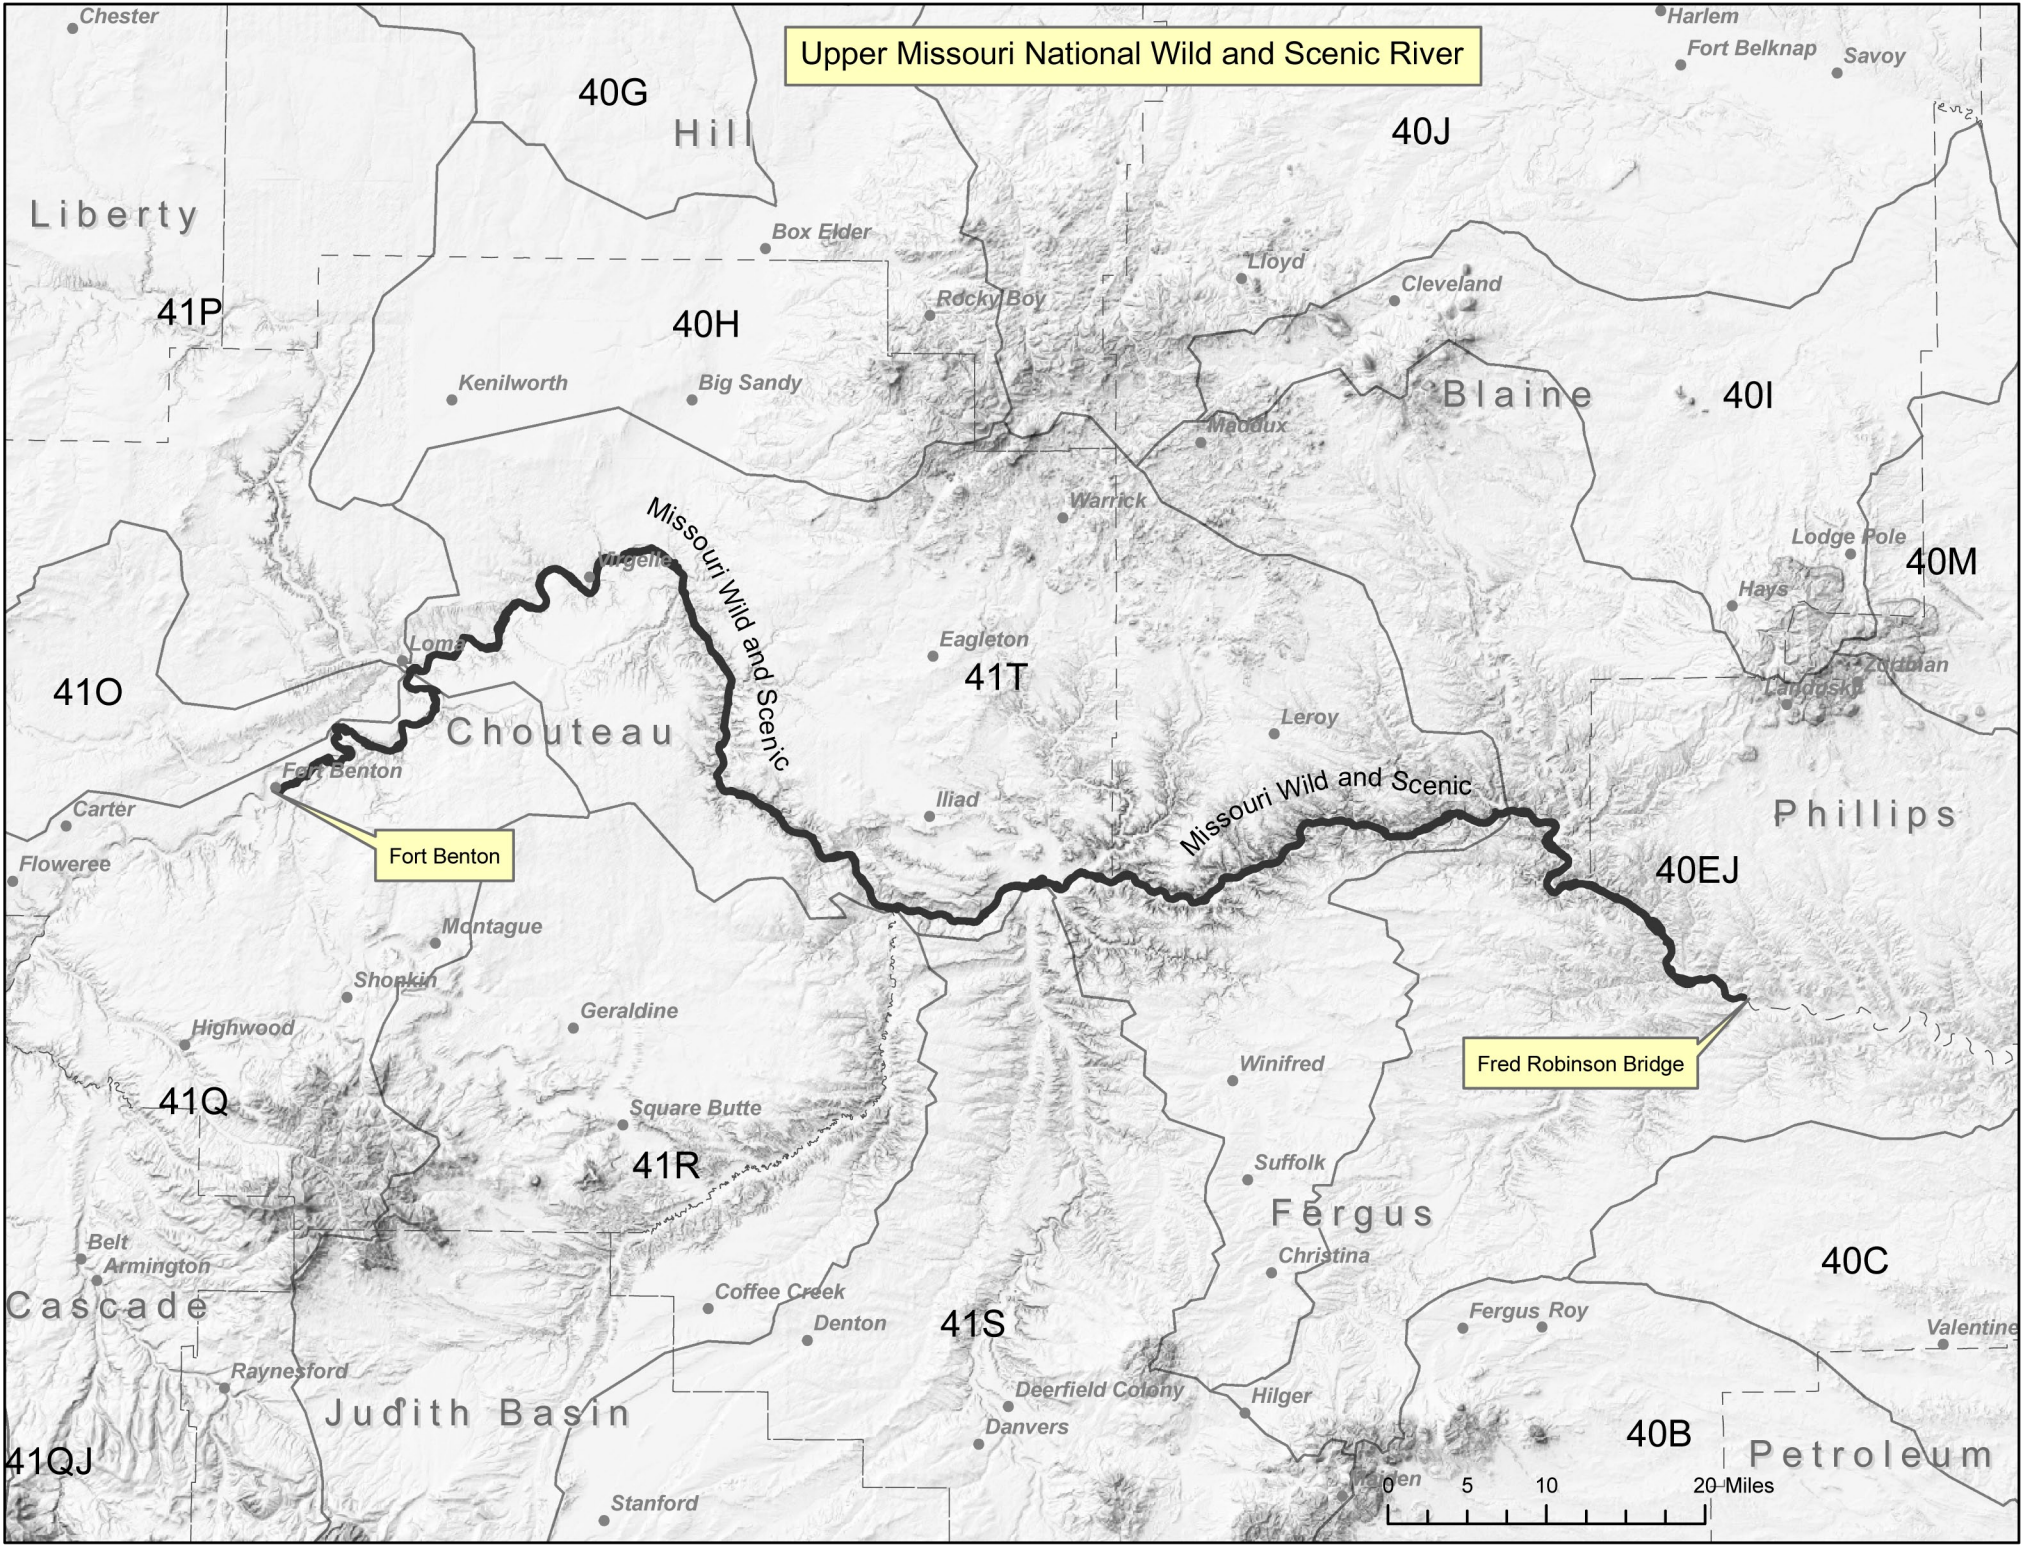 Chester
Upper Missouri National Wild and Scenic River
Harlem
Fort Belknap
Savoy
40G
Hill
40J
Liberty
Box Elder
Lloyd
Cleveland
41P
40H
Rocky Boy
Kenilworth
Big Sandy
Blaine
40I
Maddux
Warrick
Missouri Wild and Scenic
Lodge Pole
40M
Virgelle
Hays
Loma
Eagleton
41T
Zortman
Landusky
41O
Chouteau
Leroy
Fort Benton
Missouri Wild and Scenic
Carter
Iliad
Phillips
Fort Benton
Floweree
40EJ
Montague
Shonkin
Geraldine
Highwood
Winifred
Fred Robinson Bridge
41Q
Square Butte
41R
Suffolk
Fergus
Belt
Armington
Christina
40C
Cascade
Coffee Creek
Denton
41S
Fergus
Roy
Valentine
Raynesford
Judith Basin
Deerfield Colony
Hilger
Danvers
40B
Petroleum
41QJ
Stanford
0 5 10 20 Miles